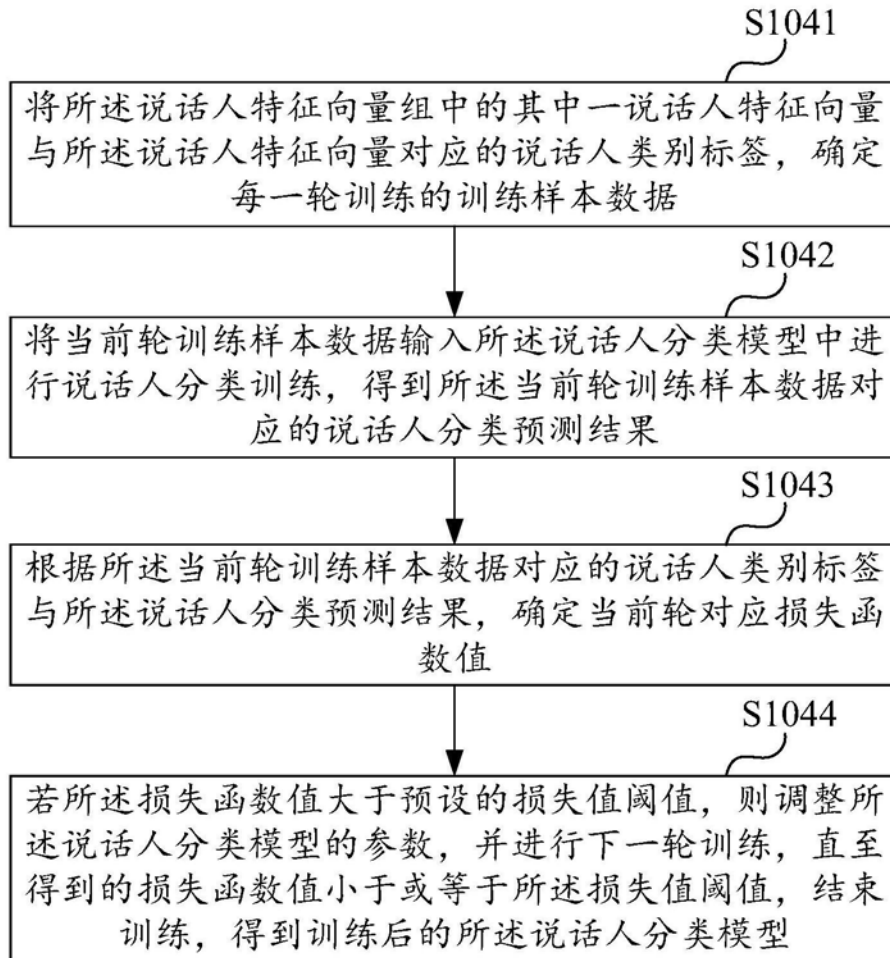 S1041
将所述说话人特征向量组中的其中一说话人特征向量
与所述说话人特征向量对应的说话人类别标签，确定
每一轮训练的训练样本数据
S1042
将当前轮训练样本数据输入所述说话人分类模型中进
行说话人分类训练，得到所述当前轮训练样本数据对
应的说话人分类预测结果
S1043
根据所述当前轮训练样本数据对应的说话人类别标签
与所述说话人分类预测结果，确定当前轮对应损失函
数值
S1044
若所述损失函数值大于预设的损失值阈值，则调整所
述说话人分类模型的参数，并进行下一轮训练，直至
得到的损失函数值小于或等于所述损失值阈值，结束
训练，得到训练后的所述说话人分类模型